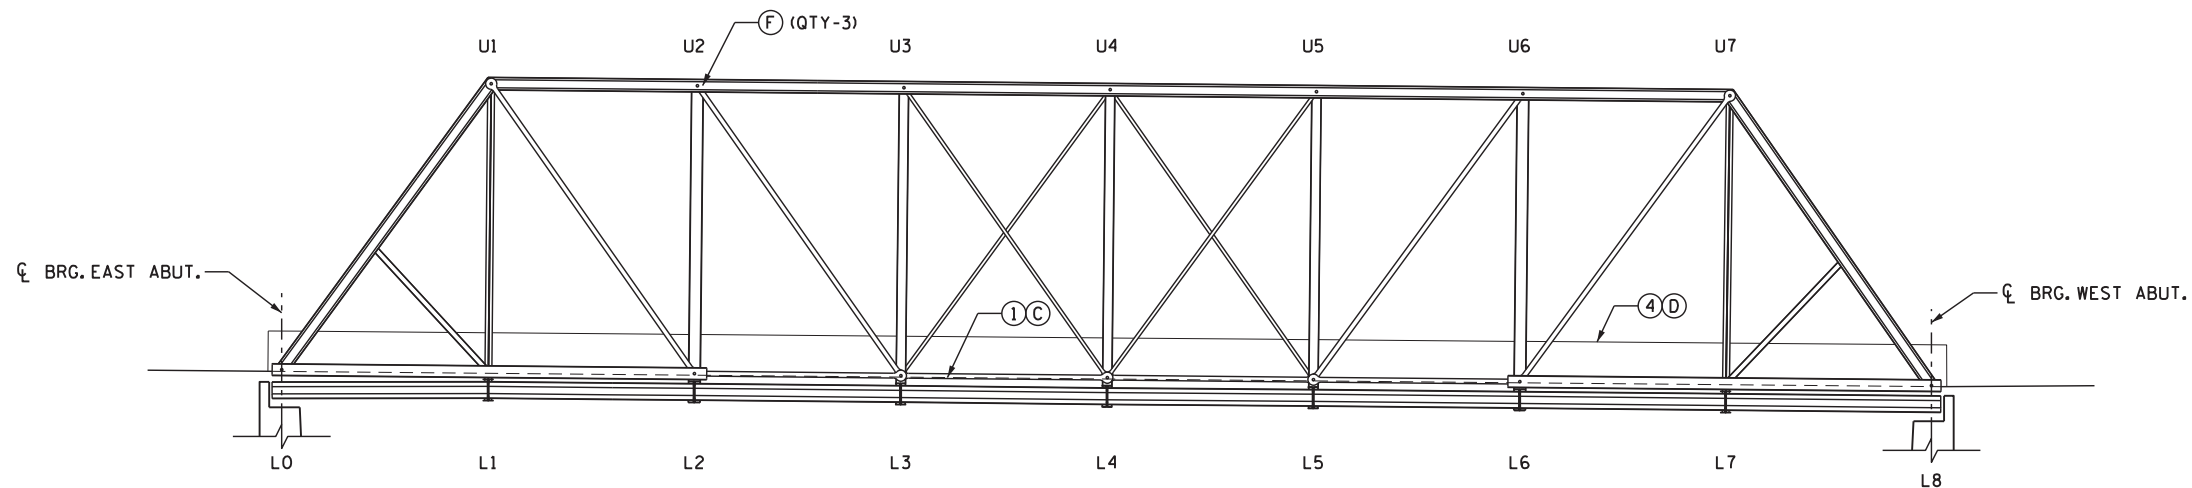 F (QTY-3)
U1 U2 U3 U4 U5 U6 U7
℄ BRG. EAST ABUT.
℄ BRG. WEST ABUT.
1 C
4 D
L0 L1 L2 L3 L4 L5 L6 L7
L8